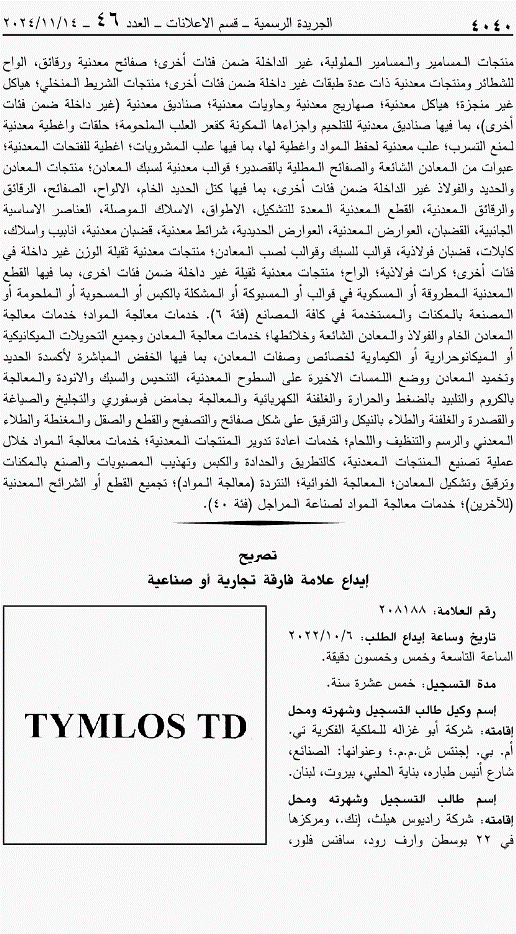 ٤٠٤٠
الجريدة الرسمية ــ قسم الاعلانات ــ العدد ٤٦ ــ ٢٠٢٤/١١/١٤
منتجات المسامير والمسامير الملولبة، غير الداخلة ضمن فئات أخرى؛ صفائح معدنية ورقائق، الواح
للشطائر ومنتجات معدنية ذات عدة طبقات غير داخلة ضمن فئات أخرى؛ منتجات الشريط المنخلي؛ هياكل
غير منجزة؛ هياكل معدنية؛ صهاريج معدنية وحاويات معدنية؛ صناديق معدنية (غير داخلة ضمن فئات
أخرى)، بما فيها صناديق معدنية للتلحيم واجزاءها المكونة كقعر العلب الملحومة؛ حلقات واغطية معدنية
لمنع التسرب؛ علب معدنية لحفظ المواد واغطية لها، بما فيها علب المشروبات؛ اغطية للفتحات المعدنية؛
عبوات من المعادن الشائعة والصفائح المطلية بالقصدير؛ قوالب معدنية لسبك المعادن؛ منتجات المعادن
والحديد والفولاذ غير الداخلة ضمن فئات أخرى، بما فيها كتل الحديد الخام، الالواح، الصفائح، الرقائق
والرقائق المعدنية، القطع المعدنية المعدة للتشكيل، الاطواق، الاسلاك الموصلة، العناصر الاساسية
الجانبية، القضبان، العوارض المعدنية، العوارض الحديدية، شرائط معدنية، قضبان معدنية، انابيب واسلاك،
كابلات، قضبان فولاذية، قوالب للسبك وقوالب لصب المعادن؛ منتجات معدنية ثقيلة الوزن غير داخلة في
فئات أخرى؛ كرات فولاذية؛ الواح؛ منتجات معدنية ثقيلة غير داخلة ضمن فئات اخرى، بما فيها القطع
المعدنية المطروقة أو المسكوبة في قوالب أو المسبوكة أو المشكلة بالكبس أو المسحوبة أو الملحومة أو
المصنعة بالمكنات والمستخدمة في كافة المصانع (فئة ٦). خدمات معالجة المواد؛ خدمات معالجة
المعادن الخام والفولاذ والمعادن الشائعة وخلائطها؛ خدمات معالجة المعادن وجميع التحويلات الميكانيكية
أو الميكانوحرارية أو الكيماوية لخصائص وصفات المعادن، بما فيها الخفض المباشرة لأكسدة الحديد
وتخميد المعادن ووضع اللمسات الاخيرة على السطوح المعدنية، التنحيس والسبك والانودة والمعالجة
بالكروم والتلبيد بالضغط والحرارة والغلفنة الكهربائية والمعالجة بحامض فوسفوري والتجليخ والصياغة
والقصدرة والغلفنة والطلاء بالنيكل والترقيق على شكل صفائح والتصفيح والقطع والصقل والمغنطة والطلاء
المعدني والرسم والتنظيف واللحام؛ خدمات اعادة تدوير المنتجات المعدنية؛ خدمات معالجة المواد خلال
عملية تصنيع المنتجات المعدنية، كالتطريق والحدادة والكبس وتهذيب المصبوبات والصنع بالمكنات
وترقيق وتشكيل المعادن؛ المعالجة الخوائية؛ النتردة (معالجة المواد)؛ تجميع القطع أو الشرائح المعدنية
(للآخرين)؛ خدمات معالجة المواد لصناعة المراجل (فئة ٤٠).
تصريح
إيداع علامة فارقة تجارية أو صناعية
رقم العلامة: ٢٠٨١٨٨
تاريخ وساعة إيداع الطلب: ٢٠٢٢/١٠/٦
الساعة التاسعة وخمس وخمسون دقيقة.
مدة التسجيل: خمس عشرة سنة.
إسم وكيل طالب التسجيل وشهرته ومحل
إقامته: شركة أبو غزاله للملكية الفكرية تي.
أم. بي. إجنتس ش.م.م.؛ وعنوانها: الصنائع،
شارع أنيس طباره، بناية الحلبي، بيروت، لبنان.
إسم طالب التسجيل وشهرته ومحل
إقامته: شركة راديوس هيلث، إنك.، ومركزها
في ٢٢ بوسطن وارف رود، سافنس فلور،
TYMLOS TD